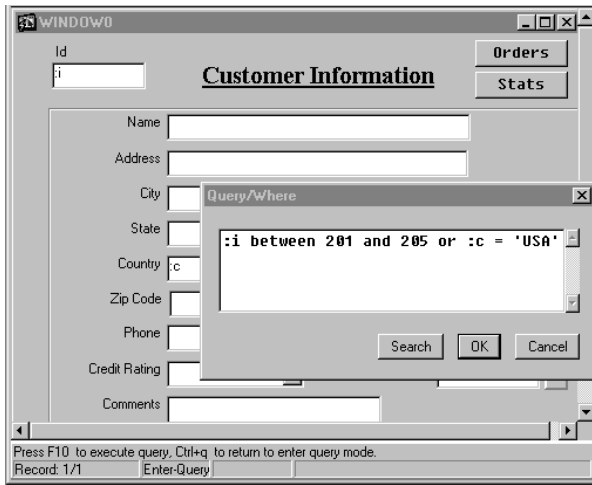 WINDOW0
Id
:i
Customer Information
Orders
Stats
Name
Address
City
State
Country
:c
Zip Code
Phone
Credit Rating
Comments
Query/Where
:i between 201 and 205 or :c = 'USA'
Search
OK
Cancel
Press F10 to execute query, Ctrl+q to return to enter query mode.
Record: 1/1
Enter-Query